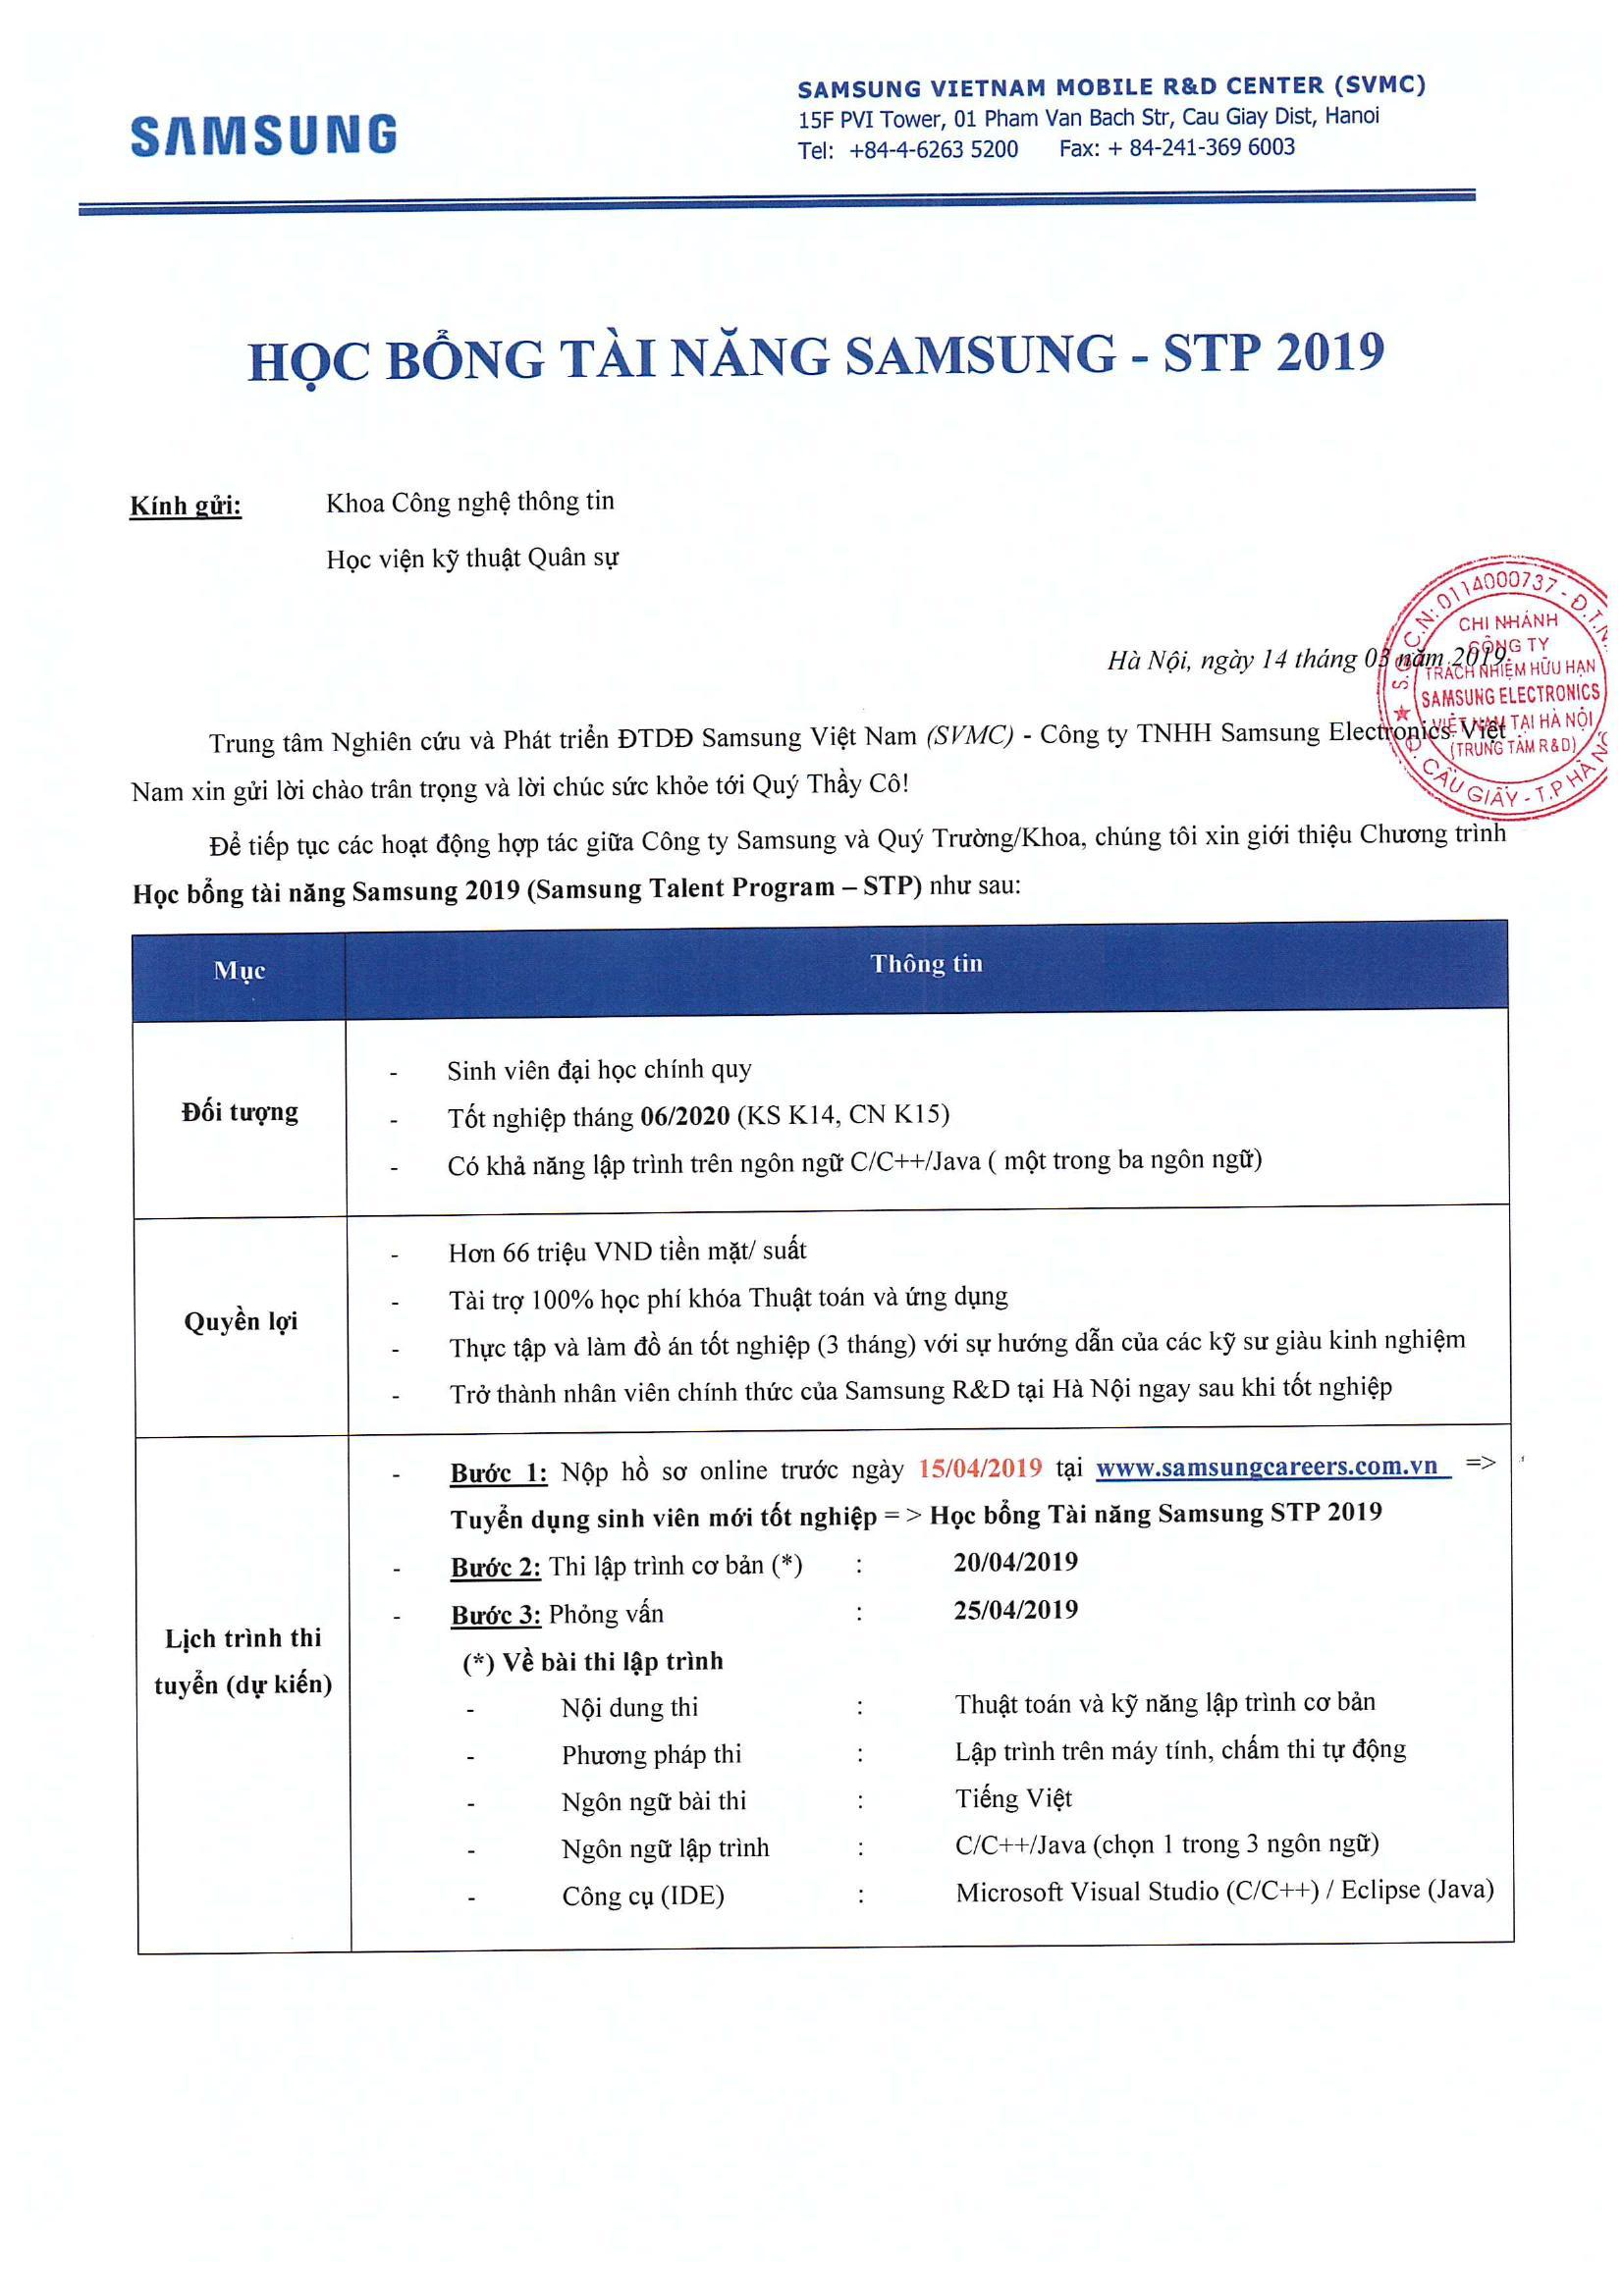 SAMSUNG
SAMSUNG VIETNAM MOBILE R&D CENTER (SVMC)
15F PVI Tower, 01 Pham Van Bach Str, Cau Giay Dist, Hanoi
Tel: +84-4-6263 5200 Fax: + 84-241-369 6003
HỌC BỔNG TÀI NĂNG SAMSUNG - STP 2019
Kính gửi: Khoa Công nghệ thông tin
Học viện kỹ thuật Quân sự
Hà Nội, ngày 14 tháng 03 năm 2019
S.G.C.N: 0114000737 - Đ.T.N.
CHI NHÁNH
CÔNG TY
TRÁCH NHIỆM HỮU HẠN
SAMSUNG ELECTRONICS
VIỆT NAM TẠI HÀ NỘI
(TRUNG TÂM R&D)
Q. CẦU GIẤY - T.P HÀ NỘI
Trung tâm Nghiên cứu và Phát triển ĐTDĐ Samsung Việt Nam (SVMC) - Công ty TNHH Samsung Electronics Việt
Nam xin gửi lời chào trân trọng và lời chúc sức khỏe tới Quý Thầy Cô!
Để tiếp tục các hoạt động hợp tác giữa Công ty Samsung và Quý Trường/Khoa, chúng tôi xin giới thiệu Chương trình
Học bổng tài năng Samsung 2019 (Samsung Talent Program – STP) như sau:
Mục Thông tin
Đối tượng
- Sinh viên đại học chính quy
- Tốt nghiệp tháng 06/2020 (KS K14, CN K15)
- Có khả năng lập trình trên ngôn ngữ C/C++/Java ( một trong ba ngôn ngữ)
Quyền lợi
- Hơn 66 triệu VND tiền mặt/ suất
- Tài trợ 100% học phí khóa Thuật toán và ứng dụng
- Thực tập và làm đồ án tốt nghiệp (3 tháng) với sự hướng dẫn của các kỹ sư giàu kinh nghiệm
- Trở thành nhân viên chính thức của Samsung R&D tại Hà Nội ngay sau khi tốt nghiệp
Lịch trình thi
tuyển (dự kiến)
- Bước 1: Nộp hồ sơ online trước ngày 15/04/2019 tại www.samsungcareers.com.vn =>
Tuyển dụng sinh viên mới tốt nghiệp = > Học bổng Tài năng Samsung STP 2019
- Bước 2: Thi lập trình cơ bản (*) : 20/04/2019
- Bước 3: Phỏng vấn : 25/04/2019
(*) Về bài thi lập trình
- Nội dung thi : Thuật toán và kỹ năng lập trình cơ bản
- Phương pháp thi : Lập trình trên máy tính, chấm thi tự động
- Ngôn ngữ bài thi : Tiếng Việt
- Ngôn ngữ lập trình : C/C++/Java (chọn 1 trong 3 ngôn ngữ)
- Công cụ (IDE) : Microsoft Visual Studio (C/C++) / Eclipse (Java)